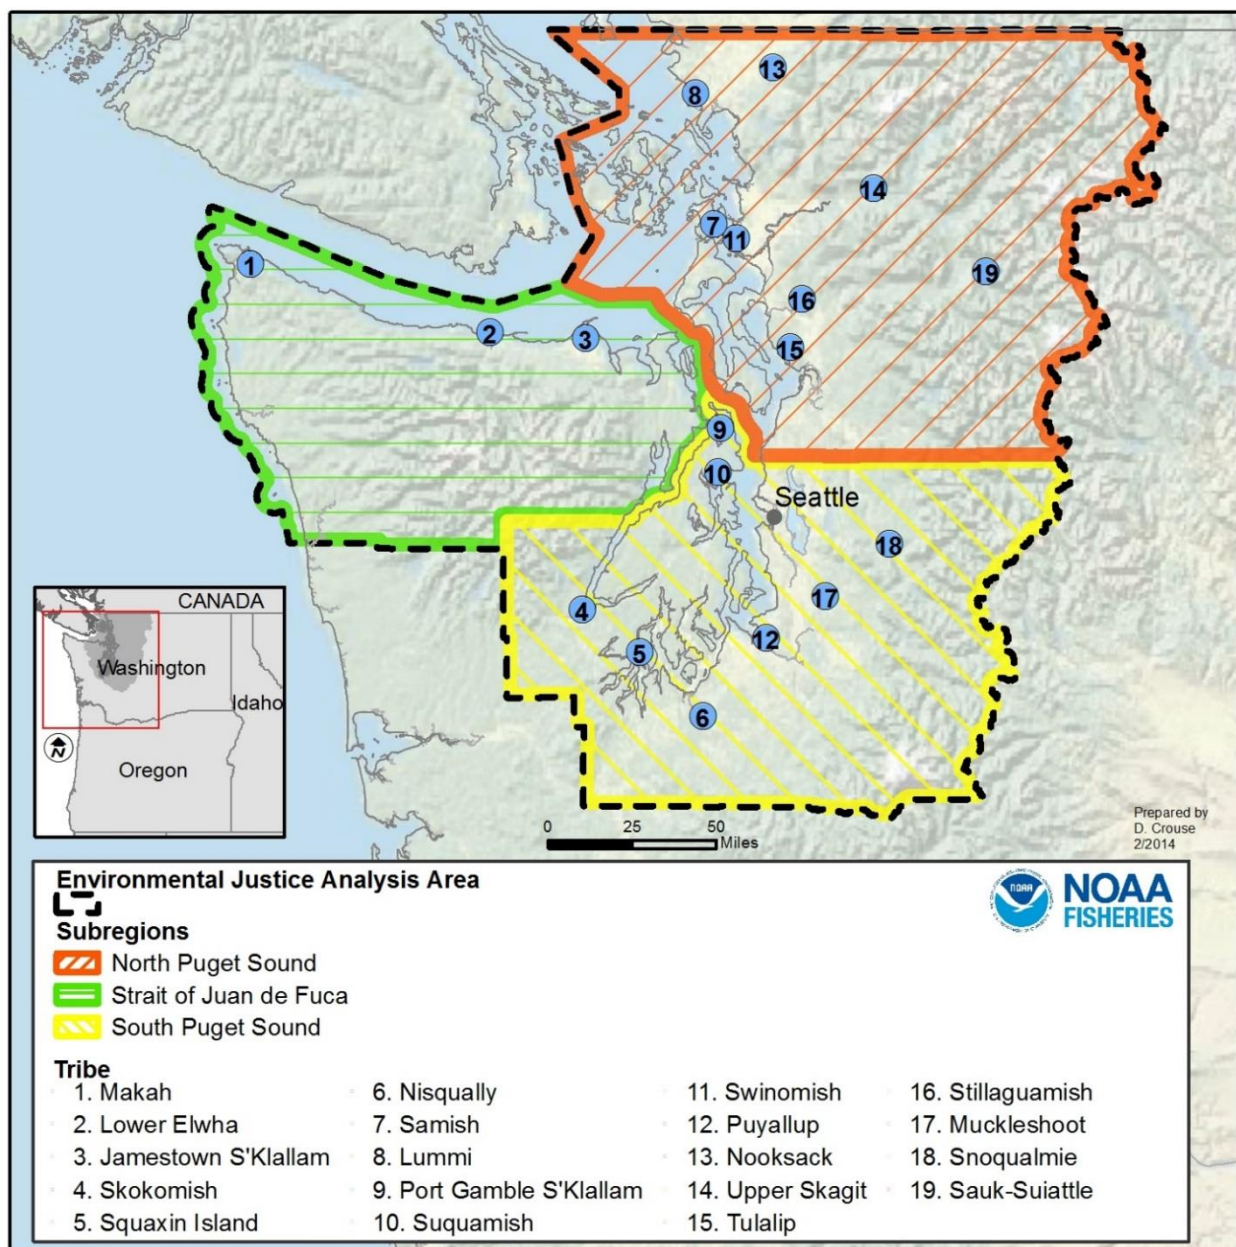 13
8
14
7
11
1
19
16
2
3
15
9
10
Seattle
18
4
17
12
5
6
CANADA
Washington
Idaho
N
Oregon
0 25 50
Miles
Prepared by
D. Crouse
2/2014
Environmental Justice Analysis Area
NOAA
NOAA
FISHERIES
Subregions
North Puget Sound
Strait of Juan de Fuca
South Puget Sound
Tribe
1. Makah
2. Lower Elwha
3. Jamestown S'Klallam
4. Skokomish
5. Squaxin Island
6. Nisqually
7. Samish
8. Lummi
9. Port Gamble S'Klallam
10. Suquamish
11. Swinomish
12. Puyallup
13. Nooksack
14. Upper Skagit
15. Tulalip
16. Stillaguamish
17. Muckleshoot
18. Snoqualmie
19. Sauk-Suiattle